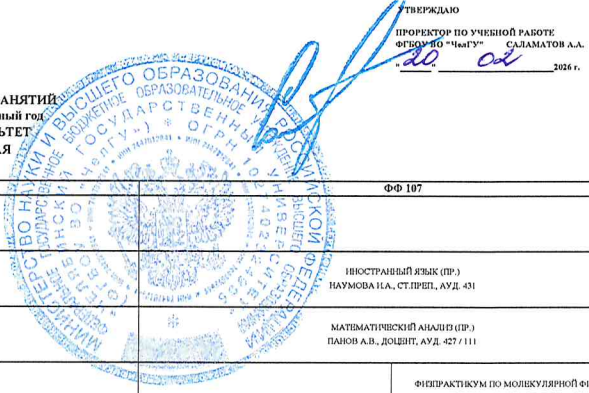 УТВЕРЖДАЮ
ПРОРЕКТОР ПО УЧЕБНОЙ РАБОТЕ
ФГБОУ ВО "ЧелГУ" САЛАМАТОВ А.А.
"20" 02 2026 г.
АНЯТИЙ
ный год
ЬТЕТ
АЯ
МИНИСТЕРСТВО НАУКИ И ВЫСШЕГО ОБРАЗОВАНИЯ РОССИЙСКОЙ ФЕДЕРАЦИИ
ФФ 107
ИНОСТРАННЫЙ ЯЗЫК (ПР.)
НАУМОВА И.А., СТ.ПРЕП., АУД. 431
МАТЕМАТИЧЕСКИЙ АНАЛИЗ (ПР.)
ПАНОВ А.В., ДОЦЕНТ, АУД. 427 / 111
ФИЗПРАКТИКУМ ПО МОЛЕКУЛЯРНОЙ ФИ